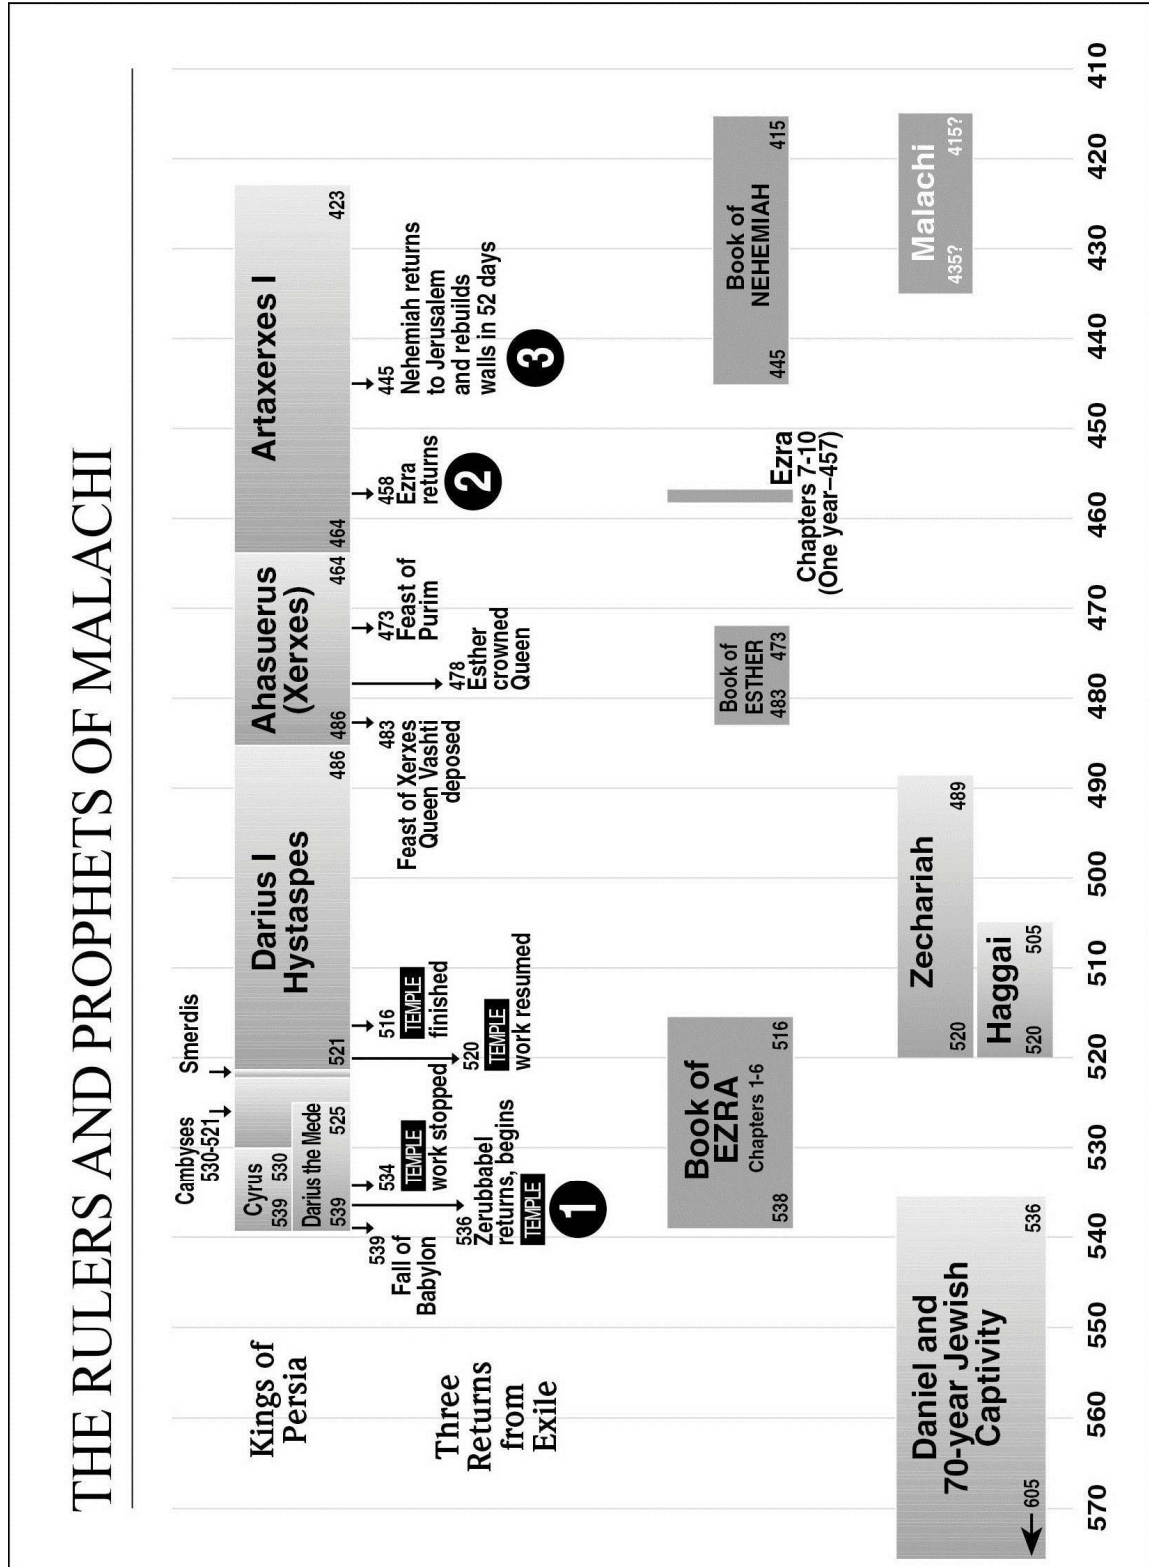 THE RULERS AND PROPHETS OF MALACHI
Kings of
Persia
Cambyses
530-521
Smerdis
Cyrus
539 530
Darius the Mede
539 525
Darius I
Hystaspes
521 486
Ahasuerus
(Xerxes)
486 464
Artaxerxes I
464 423
Three
Returns
from
Exile
539
Fall of
Babylon
536
Zerubbabel
returns, begins
TEMPLE
1
534
TEMPLE
work stopped
520
TEMPLE
work resumed
516
TEMPLE
finished
483
Feast of Xerxes
Queen Vashti
deposed
478
Esther
crowned
Queen
473
Feast of
Purim
458
Ezra
returns
2
445
Nehemiah returns
to Jerusalem
and rebuilds
walls in 52 days
3
Book of
EZRA
Chapters 1-6
538 516
Book of
ESTHER
483 473
Ezra
Chapters 7-10
(One year–457)
Book of
NEHEMIAH
445 415
Daniel and
70-year Jewish
Captivity
605 536
Zechariah
520 489
Haggai
520 505
Malachi
435? 415?
570 560 550 540 530 520 510 500 490 480 470 460 450 440 430 420 410